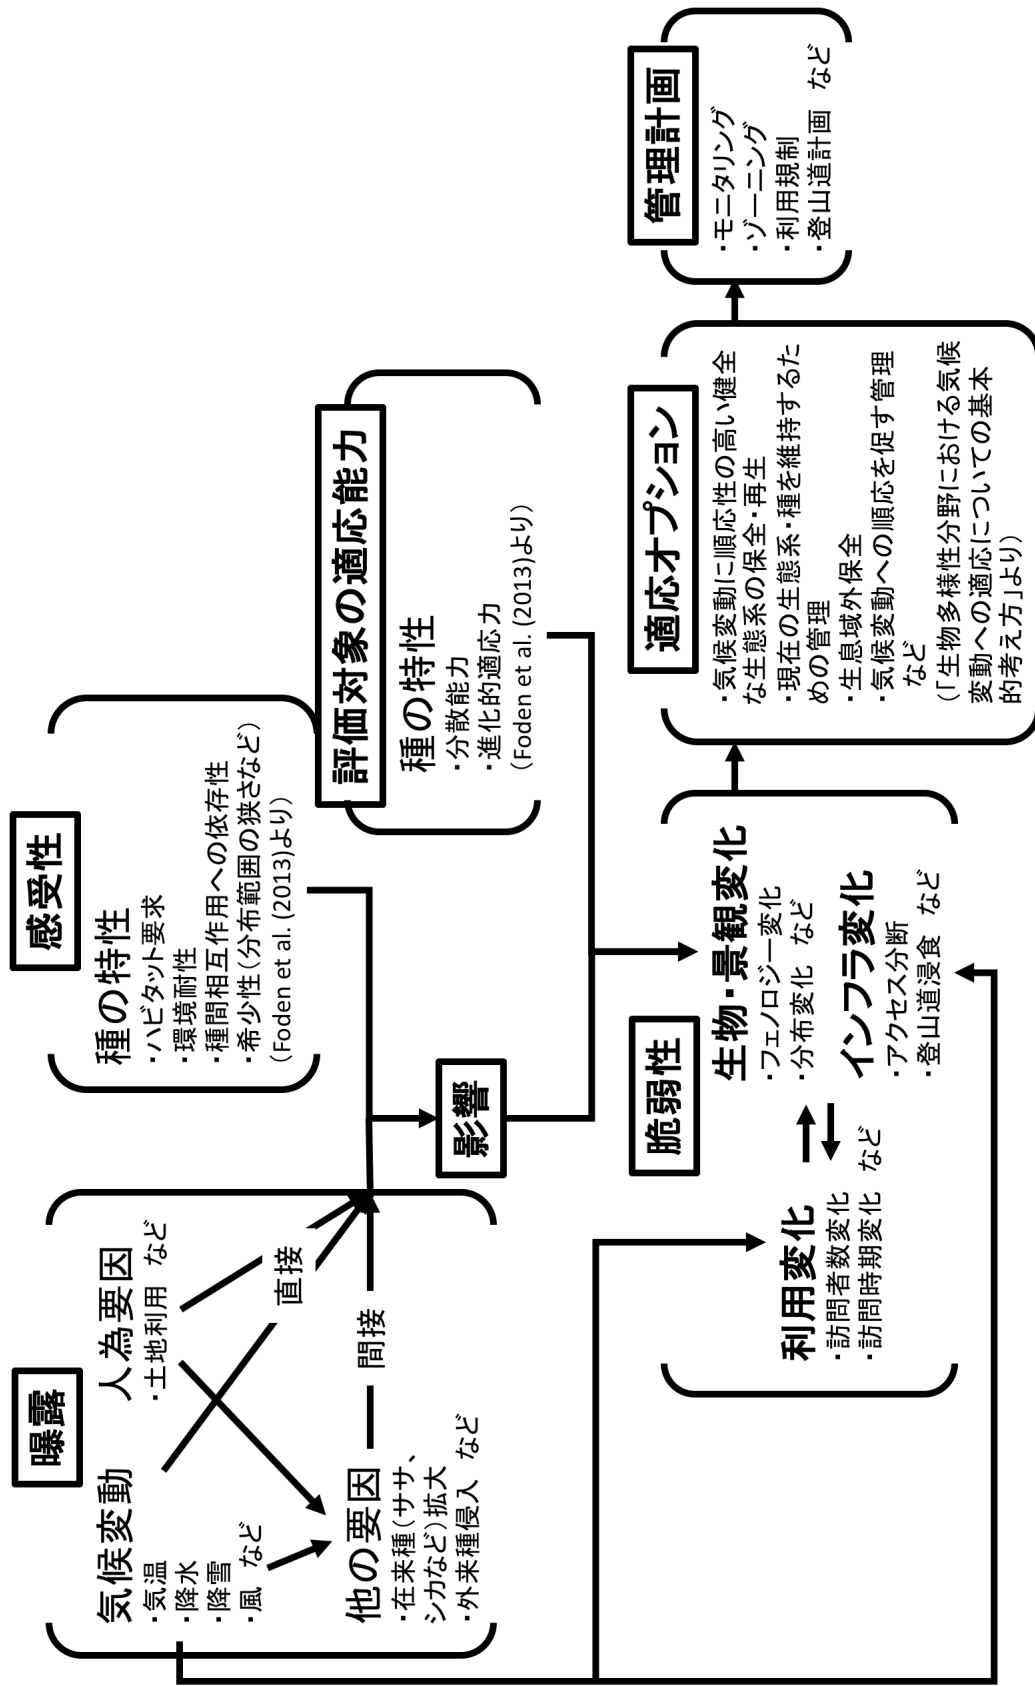 曝露
気候変動
・気温
・降水
・降雪
・風 など
人為要因
・土地利用 など
他の要因
・在来種(ササ、
シカなど)拡大
・外来種侵入 など
直接
間接
感受性
種の特性
・ハビタット要求
・環境耐性
・種間相互作用への依存性
・希少性(分布範囲の狭さなど)
(Foden et al. (2013)より)
影響
評価対象の適応能力
種の特性
・分散能力
・進化的適応力
(Foden et al. (2013)より)
脆弱性
利用変化
・訪問者数変化
・訪問時期変化 など
生物・景観変化
・フェノロジー変化
・分布変化 など
インフラ変化
・アクセス分断
・登山道浸食 など
適応オプション
・気候変動に順応性の高い健全
な生態系の保全・再生
・現在の生態系・種を維持するた
めの管理
・生息域外保全
・気候変動への順応を促す管理
など
(「生物多様性分野における気候
変動への適応についての基本
的考え方」より)
管理計画
・モニタリング
・ゾーニング
・利用規制
・登山道計画 など